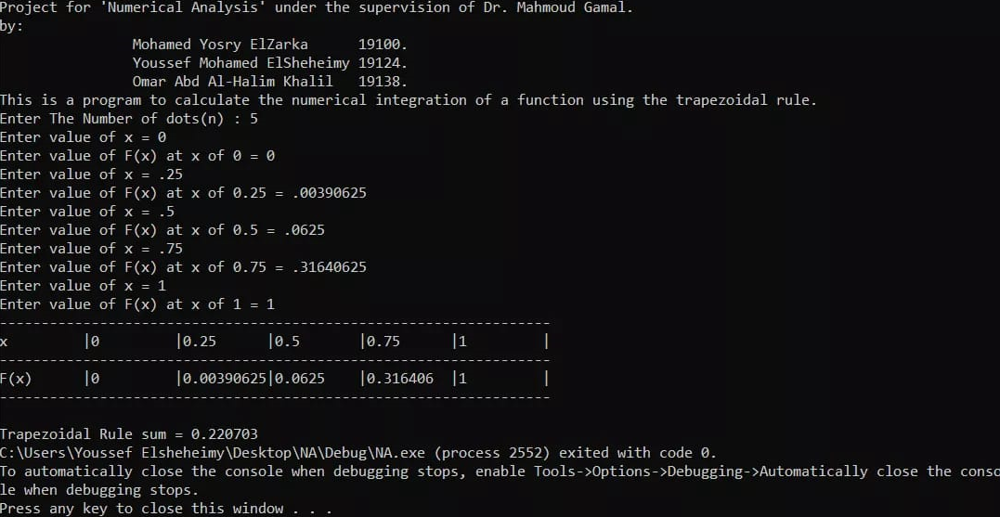 Project for 'Numerical Analysis' under the supervision of Dr. Mahmoud Gamal.
by:
Mohamed Yosry ElZarka 19100.
Youssef Mohamed ElSheheimy 19124.
Omar Abd Al-Halim Khalil 19138.
This is a program to calculate the numerical integration of a function using the trapezoidal rule.
Enter The Number of dots(n) : 5
Enter value of x = 0
Enter value of F(x) at x of 0 = 0
Enter value of x = .25
Enter value of F(x) at x of 0.25 = .00390625
Enter value of x = .5
Enter value of F(x) at x of 0.5 = .0625
Enter value of x = .75
Enter value of F(x) at x of 0.75 = .31640625
Enter value of x = 1
Enter value of F(x) at x of 1 = 1
------------------------------------------------------------------
x |0 |0.25 |0.5 |0.75 |1 |
------------------------------------------------------------------
F(x) |0 |0.00390625|0.0625 |0.316406 |1 |
------------------------------------------------------------------
Trapezoidal Rule sum = 0.220703
C:\Users\Youssef Elsheheimy\Desktop\NA\Debug\NA.exe (process 2552) exited with code 0.
To automatically close the console when debugging stops, enable Tools->Options->Debugging->Automatically close the conso
le when debugging stops.
Press any key to close this window . . .